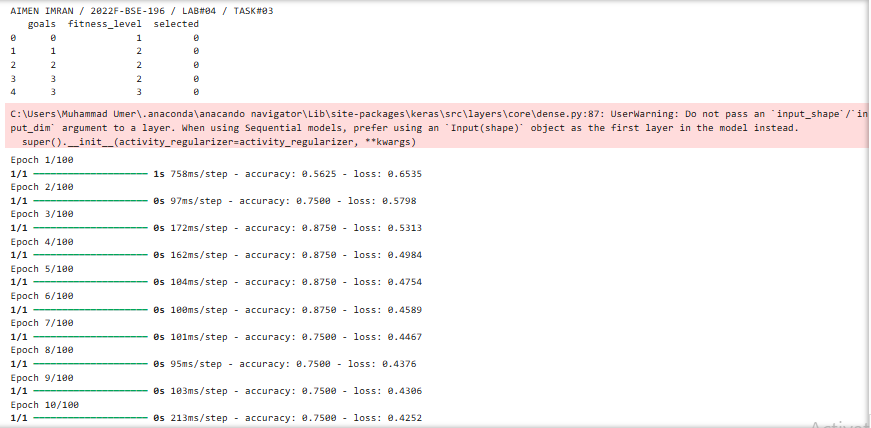 AIMEN IMRAN / 2022F-BSE-196 / LAB#04 / TASK#03
goals fitness_level selected
0 0 1 0
1 1 2 0
2 2 2 0
3 3 2 0
4 3 3 0
C:\Users\Muhammad Umer\.anaconda\anacando navigator\Lib\site-packages\keras\src\layers\core\dense.py:87: UserWarning: Do not pass an `input_shape`/`in
put_dim` argument to a layer. When using Sequential models, prefer using an `Input(shape)` object as the first layer in the model instead.
super().__init__(activity_regularizer=activity_regularizer, **kwargs)
Epoch 1/100
1/1 ━━━━━━━━━━━━━━━━━━━━ 1s 758ms/step - accuracy: 0.5625 - loss: 0.6535
Epoch 2/100
1/1 ━━━━━━━━━━━━━━━━━━━━ 0s 97ms/step - accuracy: 0.7500 - loss: 0.5798
Epoch 3/100
1/1 ━━━━━━━━━━━━━━━━━━━━ 0s 172ms/step - accuracy: 0.8750 - loss: 0.5313
Epoch 4/100
1/1 ━━━━━━━━━━━━━━━━━━━━ 0s 162ms/step - accuracy: 0.8750 - loss: 0.4984
Epoch 5/100
1/1 ━━━━━━━━━━━━━━━━━━━━ 0s 104ms/step - accuracy: 0.8750 - loss: 0.4754
Epoch 6/100
1/1 ━━━━━━━━━━━━━━━━━━━━ 0s 100ms/step - accuracy: 0.8750 - loss: 0.4589
Epoch 7/100
1/1 ━━━━━━━━━━━━━━━━━━━━ 0s 101ms/step - accuracy: 0.7500 - loss: 0.4467
Epoch 8/100
1/1 ━━━━━━━━━━━━━━━━━━━━ 0s 95ms/step - accuracy: 0.7500 - loss: 0.4376
Epoch 9/100
1/1 ━━━━━━━━━━━━━━━━━━━━ 0s 103ms/step - accuracy: 0.7500 - loss: 0.4306
Epoch 10/100
1/1 ━━━━━━━━━━━━━━━━━━━━ 0s 213ms/step - accuracy: 0.7500 - loss: 0.4252